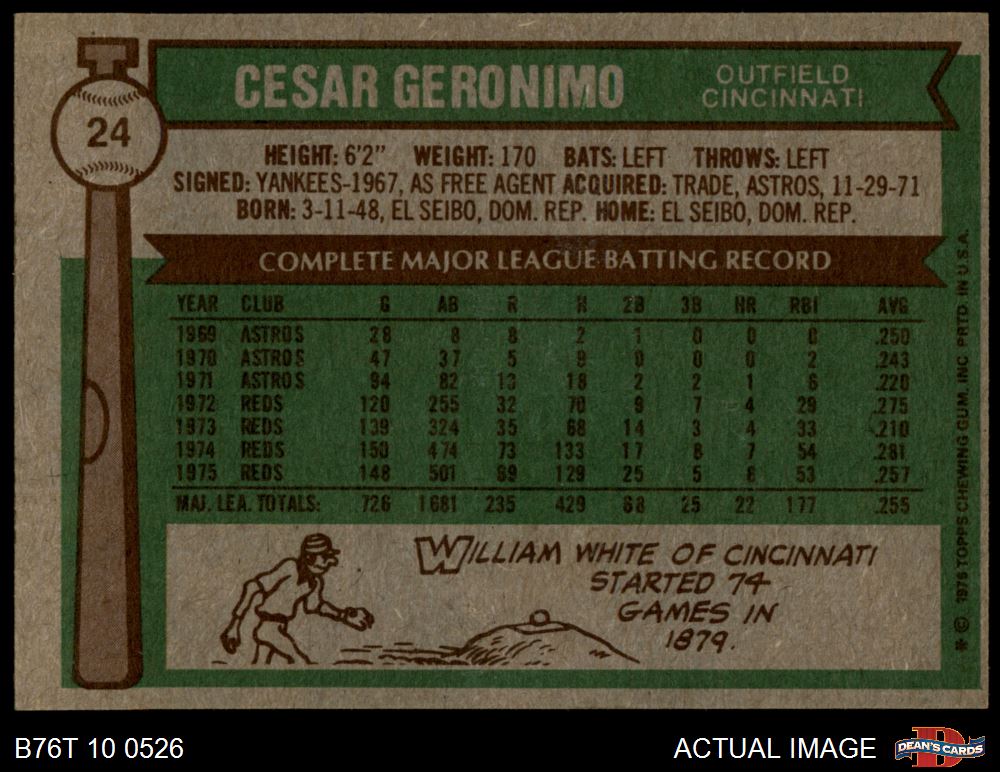 24
CESAR GERONIMO
OUTFIELD
CINCINNATI
HEIGHT: 6'2" WEIGHT: 170 BATS: LEFT THROWS: LEFT
SIGNED: YANKEES-1967, AS FREE AGENT ACQUIRED: TRADE, ASTROS, 11-29-71
BORN: 3-11-48, EL SEIBO, DOM. REP. HOME: EL SEIBO, DOM. REP.
COMPLETE MAJOR LEAGUE BATTING RECORD
YEAR CLUB G AB R H 2B 3B HR RBI AVG
1969 ASTROS 28 8 8 2 1 0 0 0 .250
1970 ASTROS 47 37 5 9 0 0 0 2 .243
1971 ASTROS 94 82 13 18 2 2 1 6 .220
1972 REDS 120 255 32 70 9 7 4 29 .275
1973 REDS 139 324 35 68 14 3 4 33 .210
1974 REDS 150 474 73 133 17 8 7 54 .281
1975 REDS 148 501 69 129 25 5 6 53 .257
MAJ. LEA. TOTALS: 726 1681 235 429 68 25 22 177 .255
WILLIAM WHITE OF CINCINNATI
STARTED 74
GAMES IN
1879.
* © 1976 TOPPS CHEWING GUM, INC. PRTD. IN U.S.A.
B76T 10 0526
ACTUAL IMAGE
D
DEAN'S CARDS